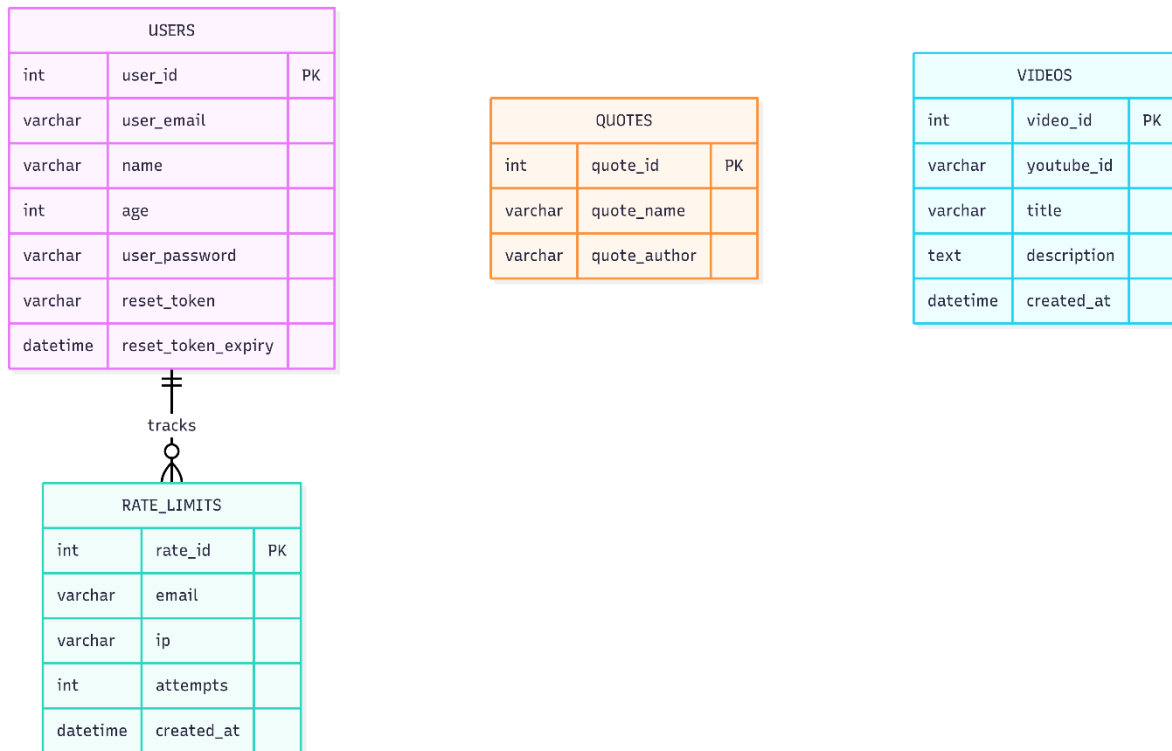 USERS
int user_id PK
varchar user_email
varchar name
int age
varchar user_password
varchar reset_token
datetime reset_token_expiry
tracks
RATE_LIMITS
int rate_id PK
varchar email
varchar ip
int attempts
datetime created_at
QUOTES
int quote_id PK
varchar quote_name
varchar quote_author
VIDEOS
int video_id PK
varchar youtube_id
varchar title
text description
datetime created_at